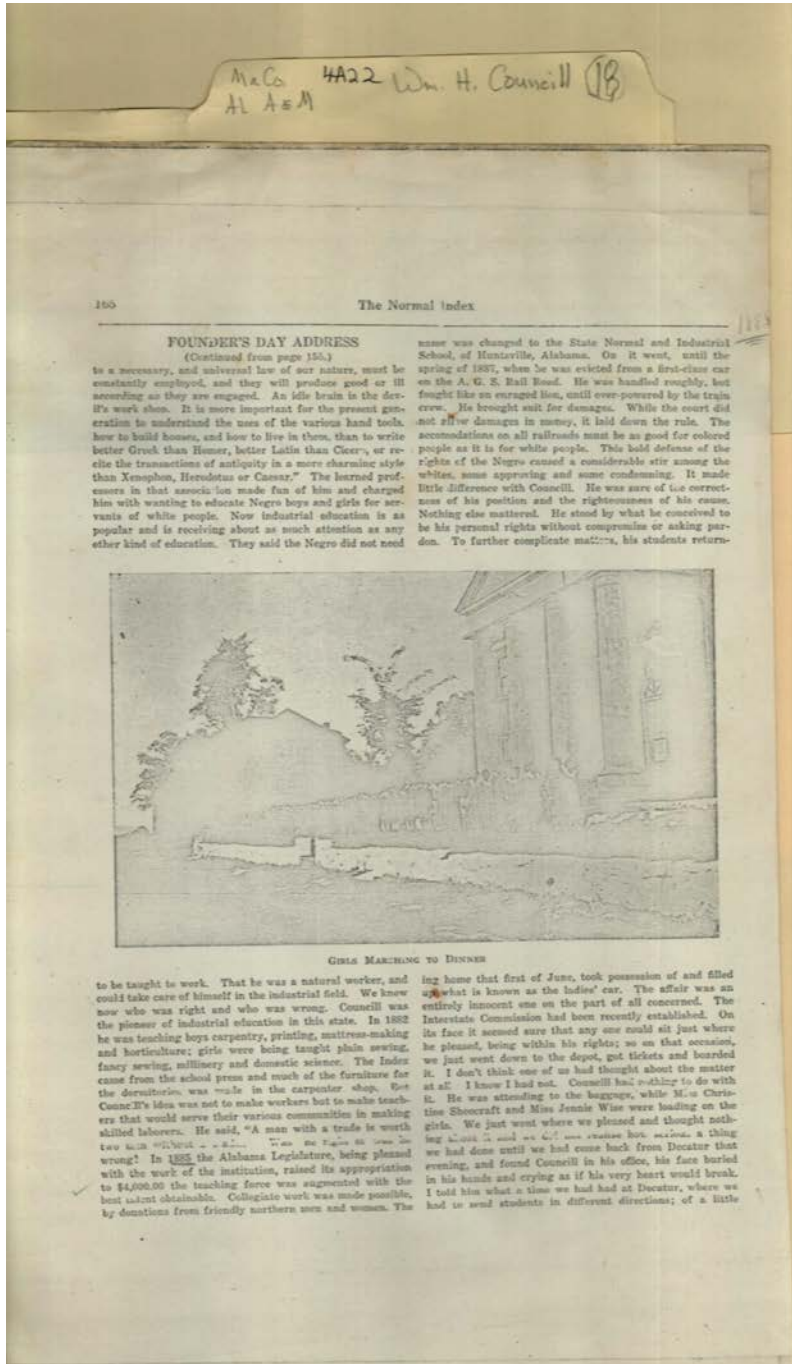 MaCo 4A22 Wm. H. Councill 18
AL A&M
166 The Normal Index
FOUNDER'S DAY ADDRESS
(Continued from page 155.)
to a necessary, and universal law of our nature, must be
constantly employed, and they will produce good or ill
according as they are engaged. An idle brain is the dev-
il's work shop. It is more important for the present gen-
eration to understand the uses of the various hand tools,
how to build houses, and how to live in them, than to write
better Greek than Homer, better Latin than Cicero, or re-
cite the transactions of antiquity in a more charming style
than Xenophon, Herodotus or Caesar." The learned prof-
essors in that association made fun of him and charged
him with wanting to educate Negro boys and girls for ser-
vants of white people. Now industrial education is as
popular and is receiving about as much attention as any
other kind of education. They said the Negro did not need
name was changed to the State Normal and Industrial
School, of Huntsville, Alabama. On it went, until the
spring of 1887, when he was evicted from a first-class car
on the A. G. S. Rail Road. He was handled roughly, but
fought like an enraged lion, until over-powered by the train
crew. He brought suit for damages. While the court did
not allow damages in money, it laid down the rule. The
accomodations on all railroads must be as good for colored
people as it is for white people. This bold defense of the
rights of the Negro caused a considerable stir among the
whites, some approving and some condemning. It made
little difference with Councill. He was sure of the correct-
ness of his position and the righteousness of his cause.
Nothing else mattered. He stood by what he conceived to
be his personal rights without compromise or asking par-
don. To further complicate matters, his students return-
GIRLS MARCHING TO DINNER
to be taught to work. That he was a natural worker, and
could take care of himself in the industrial field. We know
now who was right and who was wrong. Councill was
the pioneer of industrial education in this state. In 1882
he was teaching boys carpentry, printing, mattress-making
and horticulture; girls were being taught plain sewing,
fancy sewing, millinery and domestic science. The Index
came from the school press and much of the furniture for
the dormitories was made in the carpenter shop. But
Councill's idea was not to make workers but to make teach-
ers that would serve their various communities in making
skilled laborers. He said, "A man with a trade is worth
two
wrong? In 1885 the Alabama Legislature, being pleased
with the work of the institution, raised its appropriation
to $4,000.00 the teaching force was augmented with the
best talent obtainable. Collegiate work was made possible,
by donations from friendly northern men and women. The
ing home that first of June, took possession of and filled
up what is known as the ladies' car. The affair was an
entirely innocent one on the part of all concerned. The
Interstate Commission had been recently established. On
its face it seemed sure that any one could sit just where
he pleased, being within his rights; so on that occasion,
we just went down to the depot, got tickets and boarded
it. I don't think one of us had thought about the matter
at all. I know I had not. Councill had nothing to do with
it. He was attending to the baggage, while Miss Chris-
tine Shoecraft and Miss Jennie Wise were loading on the
girls. We just went where we pleased and thought noth-
ing about it and we did not realize a thing
we had done until we had come back from Decatur that
evening, and found Councill in his office, his face buried
in his hands and crying as if his very heart would break.
I told him what a time we had had at Decatur, where we
had to send students in different directions; of a little